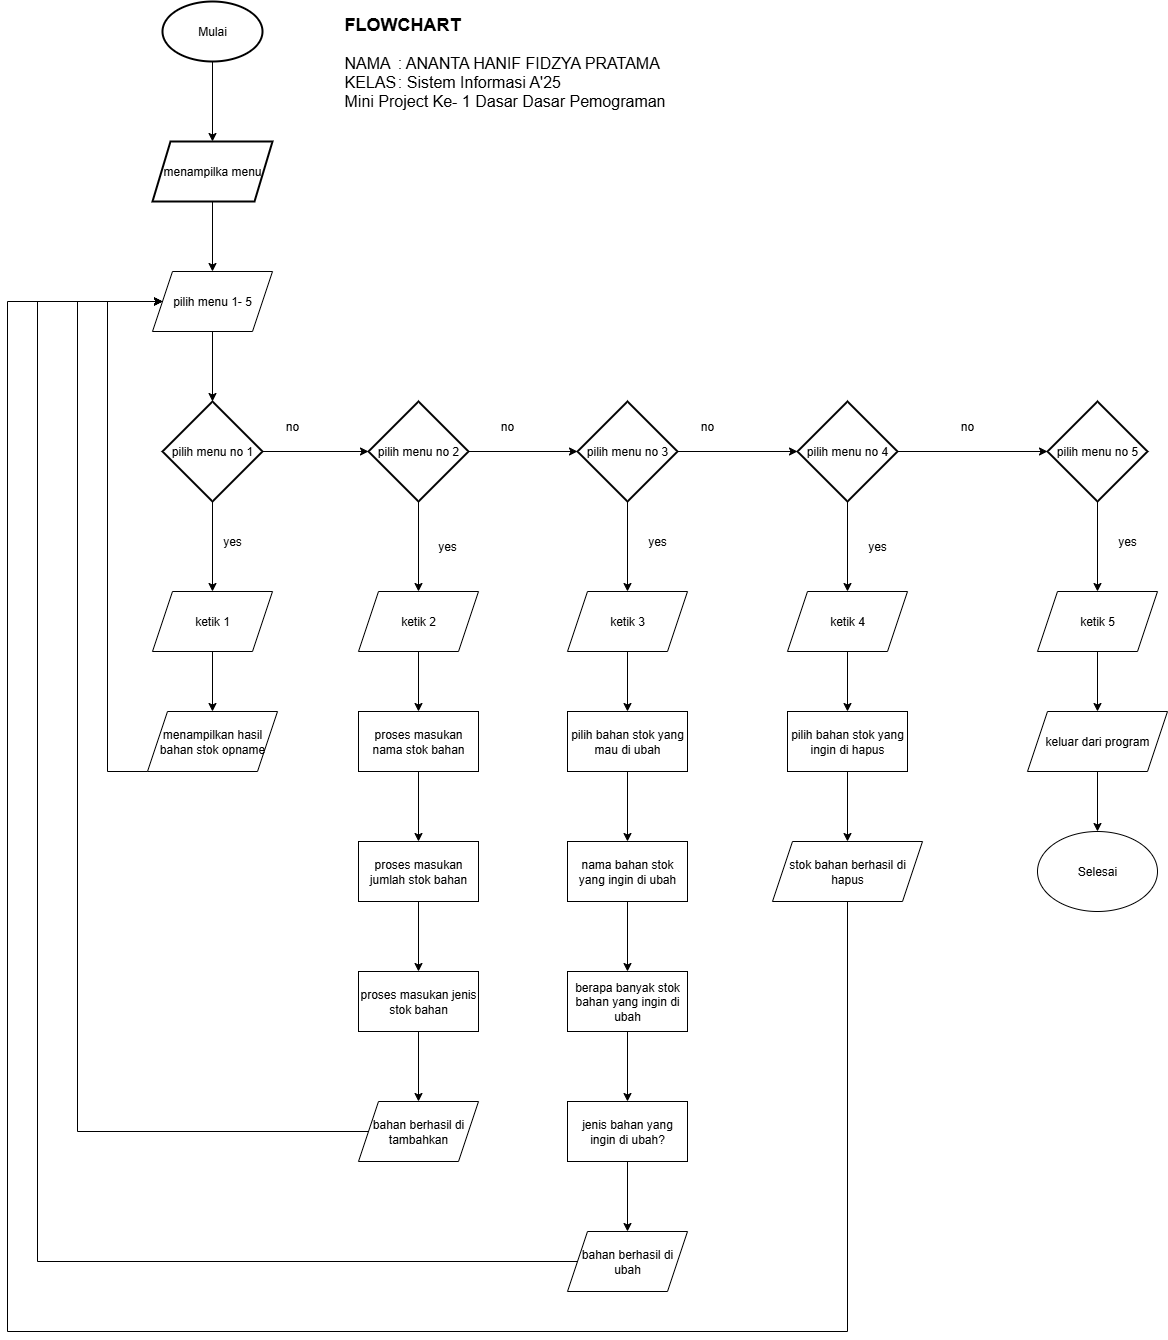 Mulai
FLOWCHART
NAMA : ANANTA HANIF FIDZYA PRATAMA
KELAS : Sistem Informasi A'25
Mini Project Ke- 1 Dasar Dasar Pemograman
menampilka menu
pilih menu 1- 5
pilih menu no 1
no
pilih menu no 2
no
pilih menu no 3
no
pilih menu no 4
no
pilih menu no 5
yes
yes
yes
yes
yes
ketik 1
ketik 2
ketik 3
ketik 4
ketik 5
menampilkan hasil
bahan stok opname
proses masukan
nama stok bahan
pilih bahan stok yang
mau di ubah
pilih bahan stok yang
ingin di hapus
keluar dari program
proses masukan
jumlah stok bahan
nama bahan stok
yang ingin di ubah
stok bahan berhasil di
hapus
Selesai
proses masukan jenis
stok bahan
berapa banyak stok
bahan yang ingin di
ubah
bahan berhasil di
tambahkan
jenis bahan yang
ingin di ubah?
bahan berhasil di
ubah